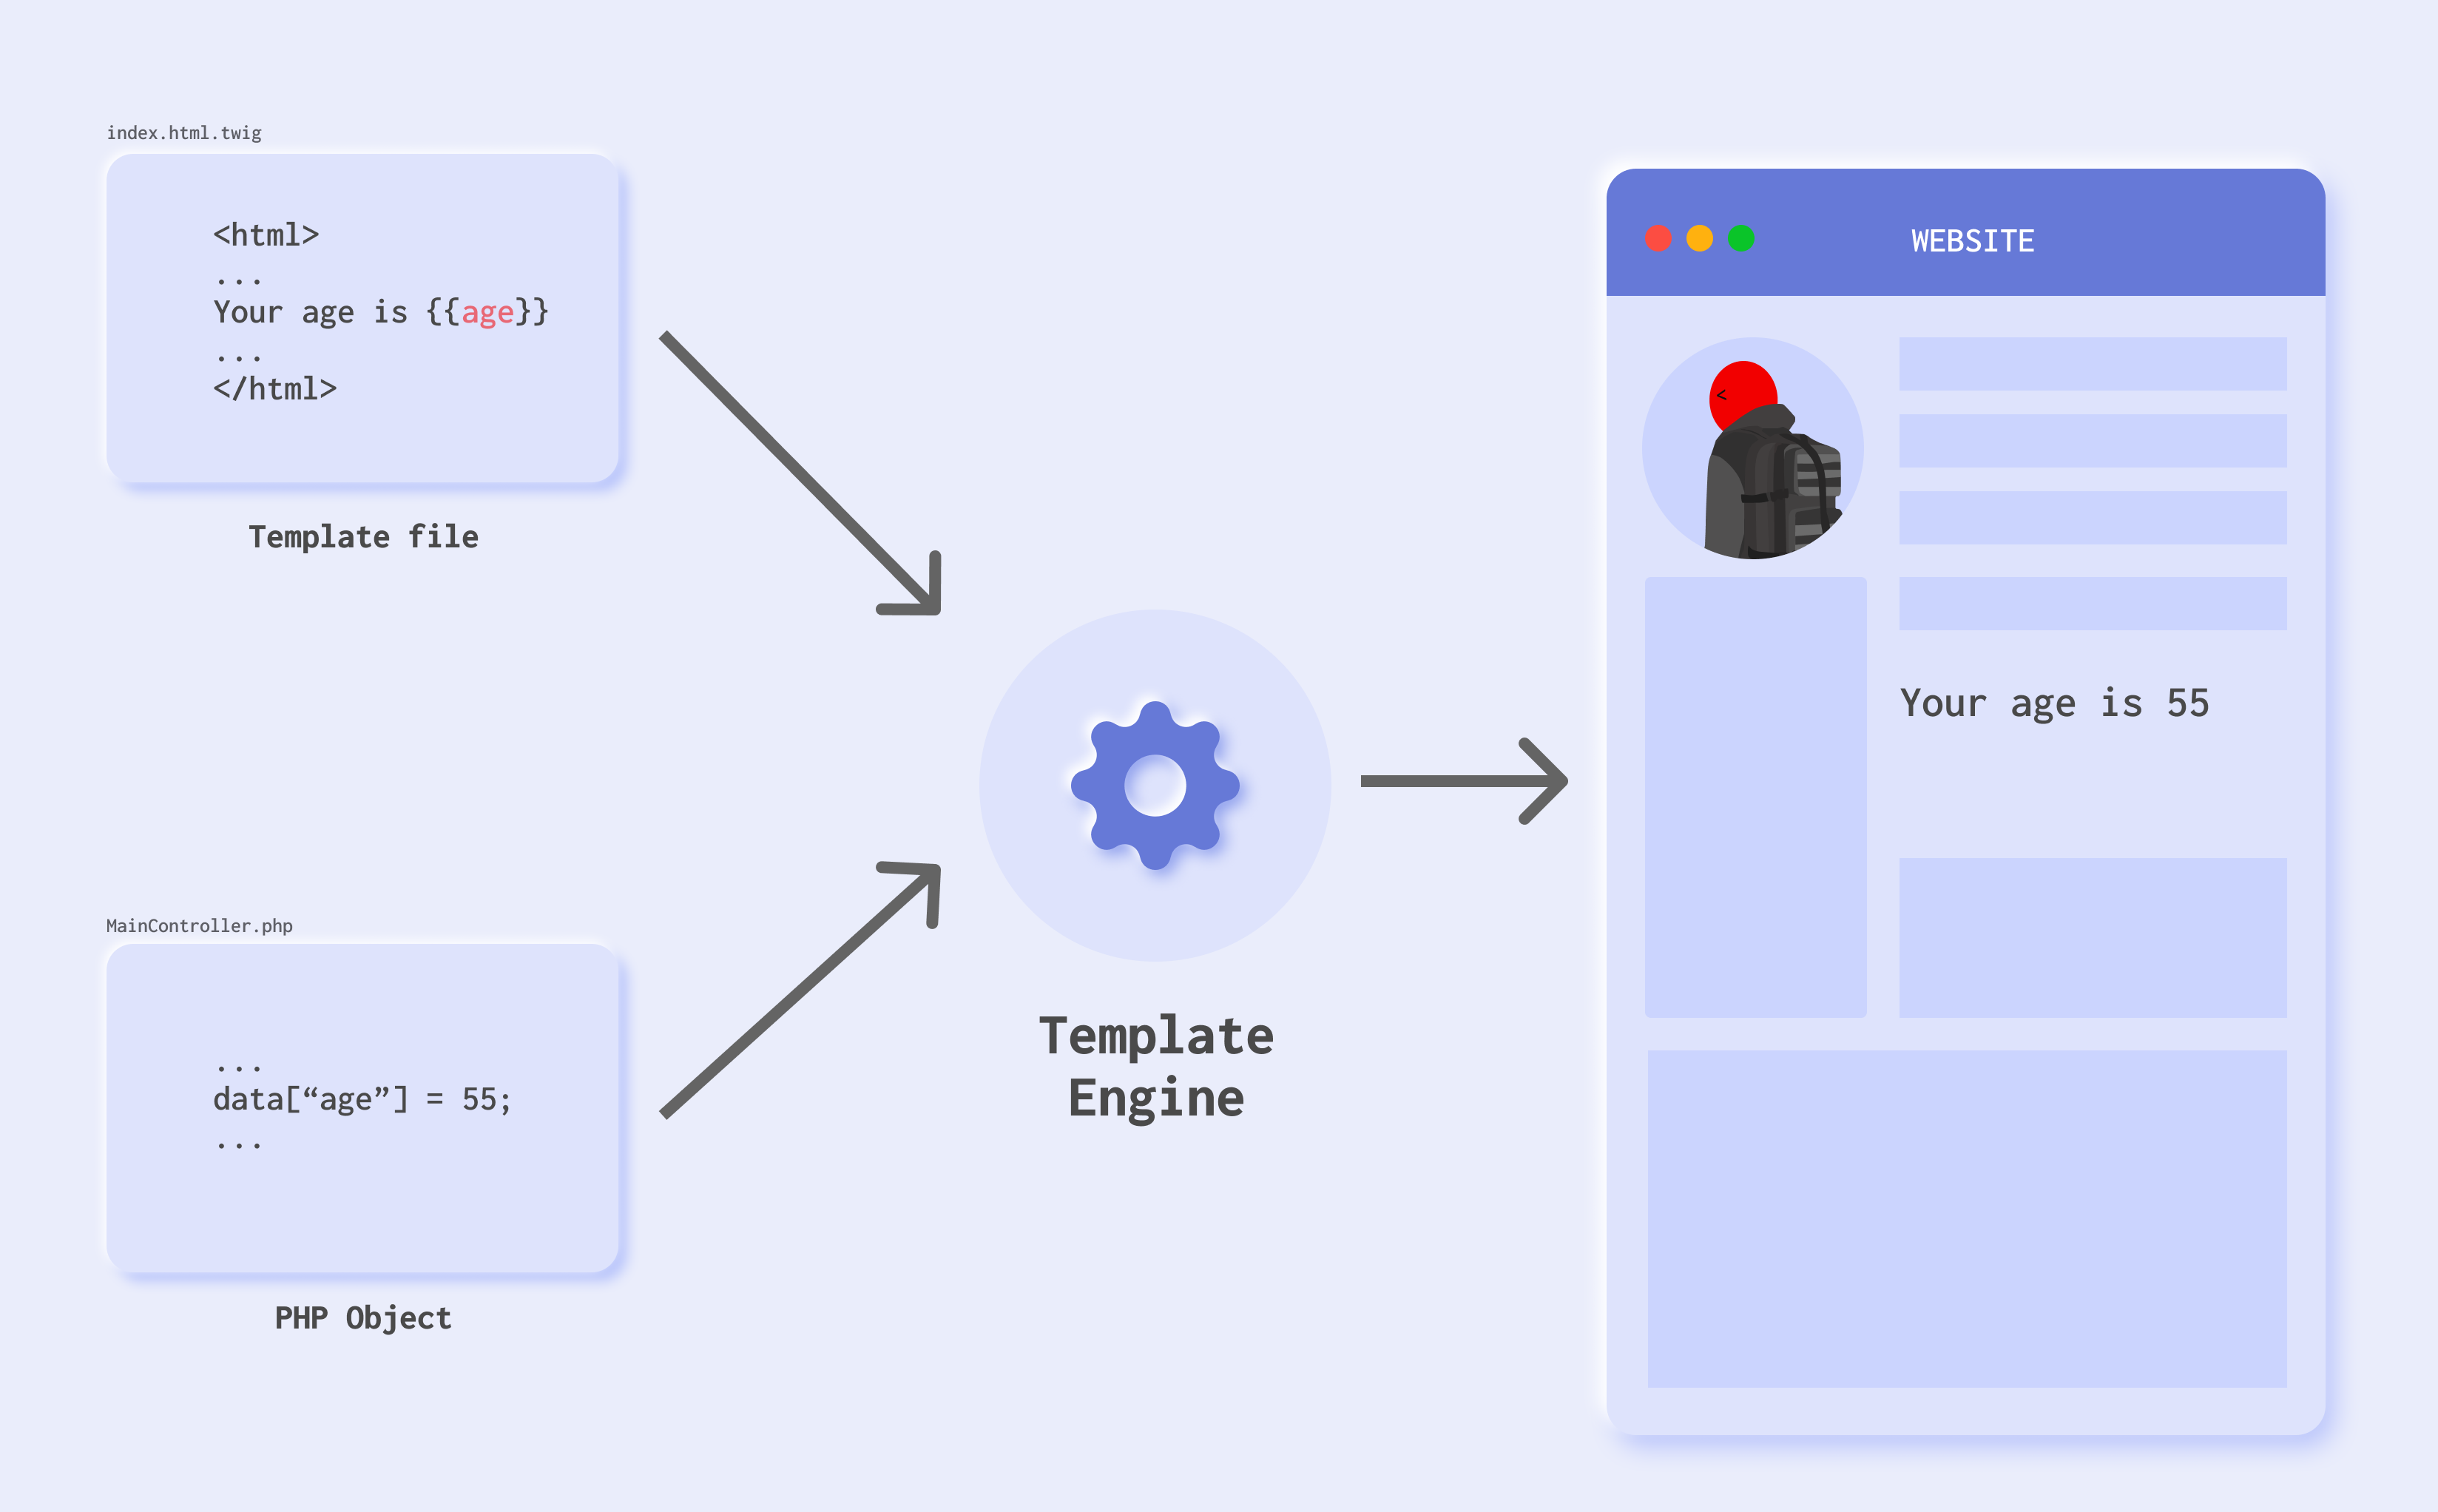 index.html.twig
<html>
...
Your age is {{age}}
...
</html>
Template file
MainController.php
...
data[“age”] = 55;
...
PHP Object
Template
Engine
WEBSITE
<
Your age is 55